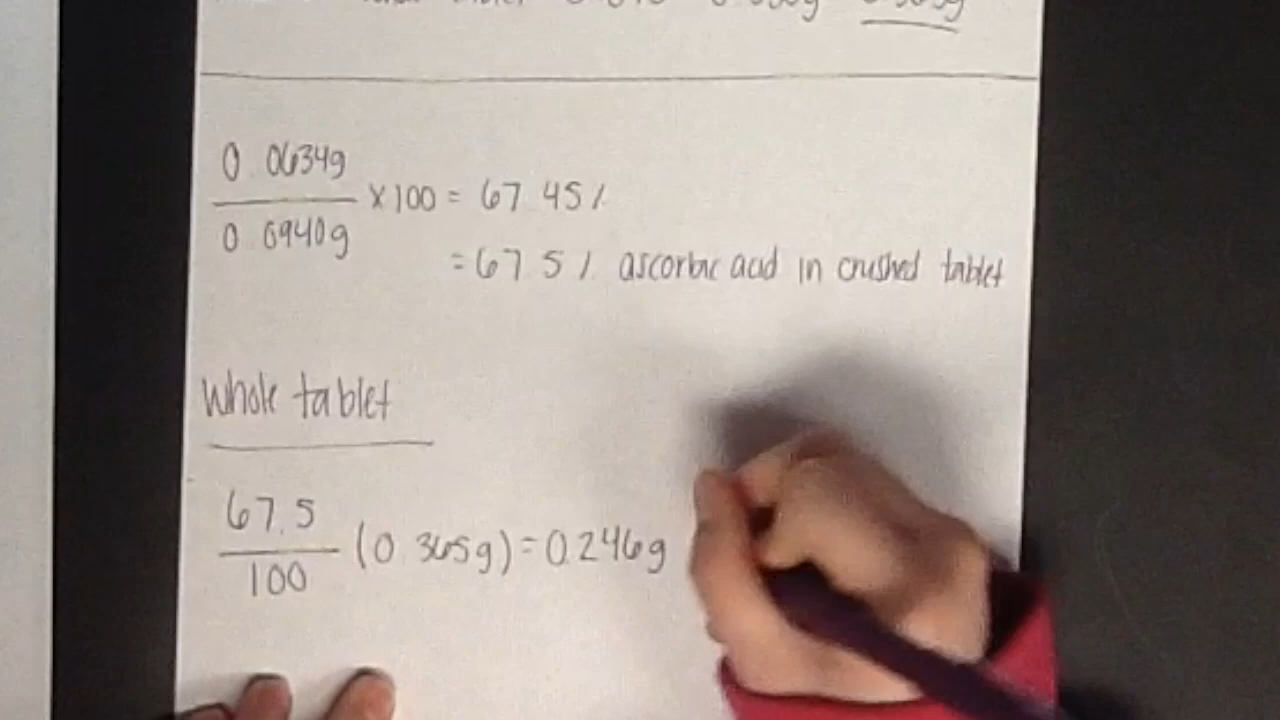 0.0634g
0.0940g
×100 = 67.45%
= 67.5% ascorbic acid in crushed tablet
Whole tablet
67.5
100
(0.365g) = 0.246g